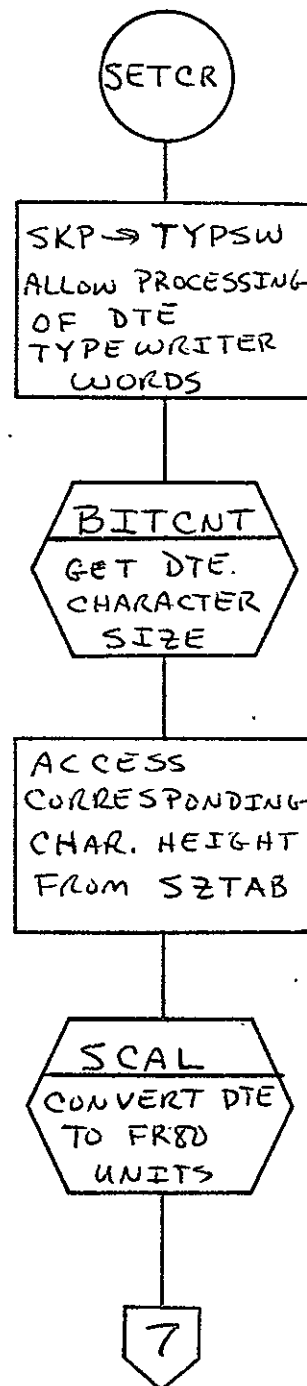 SETCR
SKP → TYPSW
ALLOW PROCESSING
OF DTE
TYPEWRITER
WORDS
BITCNT
GET DTE.
CHARACTER
SIZE
ACCESS
CORRESPONDING
CHAR. HEIGHT
FROM SZTAB
SCAL
CONVERT DTE
TO FR80
UNITS
7